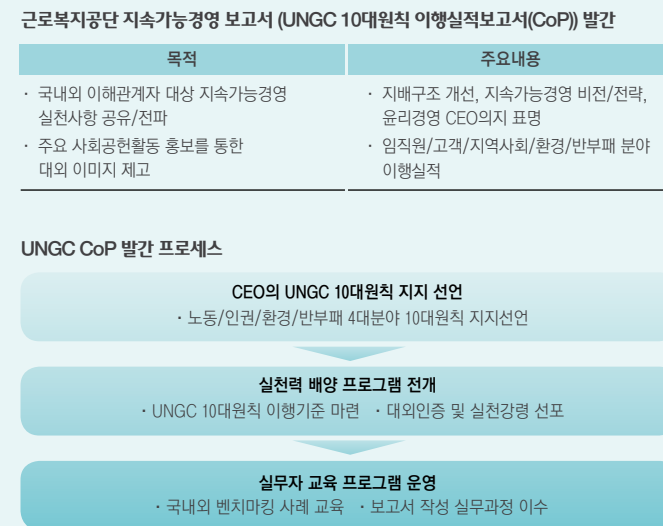 근로복지공단 지속가능경영 보고서 (UNGC 10대원칙 이행실적보고서(CoP)) 발간
목적
· 국내외 이해관계자 대상 지속가능경영
실천사항 공유/전파
· 주요 사회공헌활동 홍보를 통한
대외 이미지 제고
주요내용
· 지배구조 개선, 지속가능경영 비전/전략,
윤리경영 CEO의지 표명
· 임직원/고객/지역사회/환경/반부패 분야
이행실적
UNGC CoP 발간 프로세스
CEO의 UNGC 10대원칙 지지 선언
· 노동/인권/환경/반부패 4대분야 10대원칙 지지선언
실천력 배양 프로그램 전개
· UNGC 10대원칙 이행기준 마련 · 대외인증 및 실천강령 선포
실무자 교육 프로그램 운영
· 국내외 벤치마킹 사례 교육 · 보고서 작성 실무과정 이수